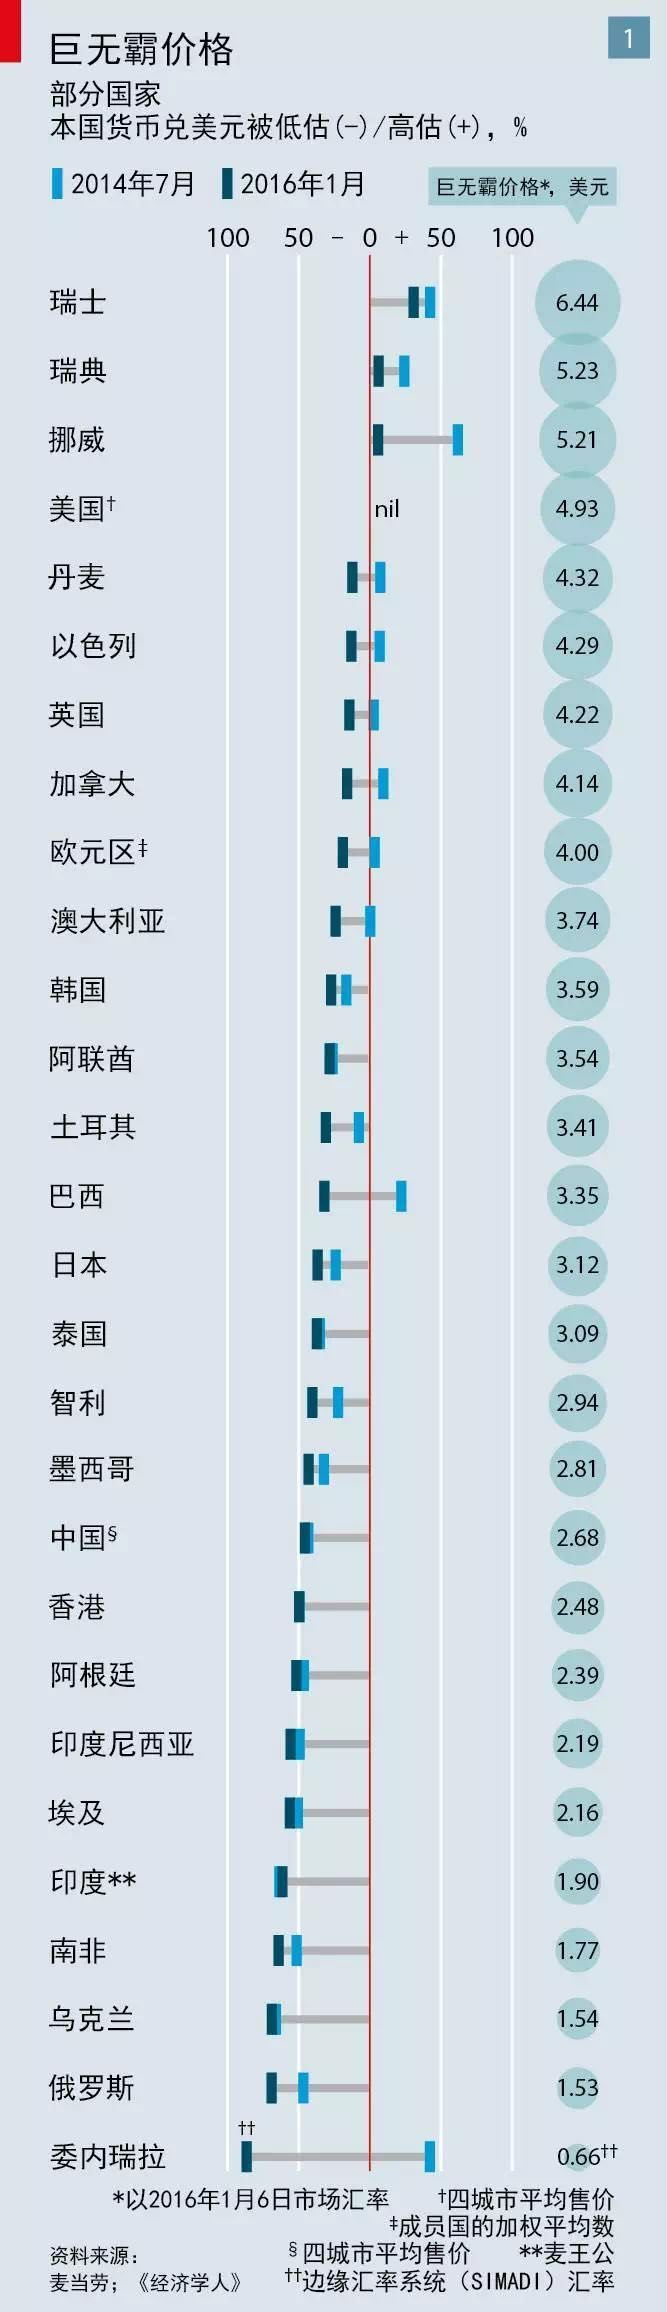 巨无霸价格
1
部分国家
本国货币兑美元被低估(-)/高估(+)，%
2014年7月 2016年1月 巨无霸价格*，美元
100 50 - 0 + 50 100
瑞士 6.44
瑞典 5.23
挪威 5.21
美国† nil 4.93
丹麦 4.32
以色列 4.29
英国 4.22
加拿大 4.14
欧元区‡ 4.00
澳大利亚 3.74
韩国 3.59
阿联酋 3.54
土耳其 3.41
巴西 3.35
日本 3.12
泰国 3.09
智利 2.94
墨西哥 2.81
中国§ 2.68
香港 2.48
阿根廷 2.39
印度尼西亚 2.19
埃及 2.16
印度** 1.90
南非 1.77
乌克兰 1.54
俄罗斯 1.53
††
委内瑞拉 0.66††
*以2016年1月6日市场汇率 †四城市平均售价
‡成员国的加权平均数
资料来源： §四城市平均售价 **麦王公
麦当劳；《经济学人》 ††边缘汇率系统（SIMADI）汇率